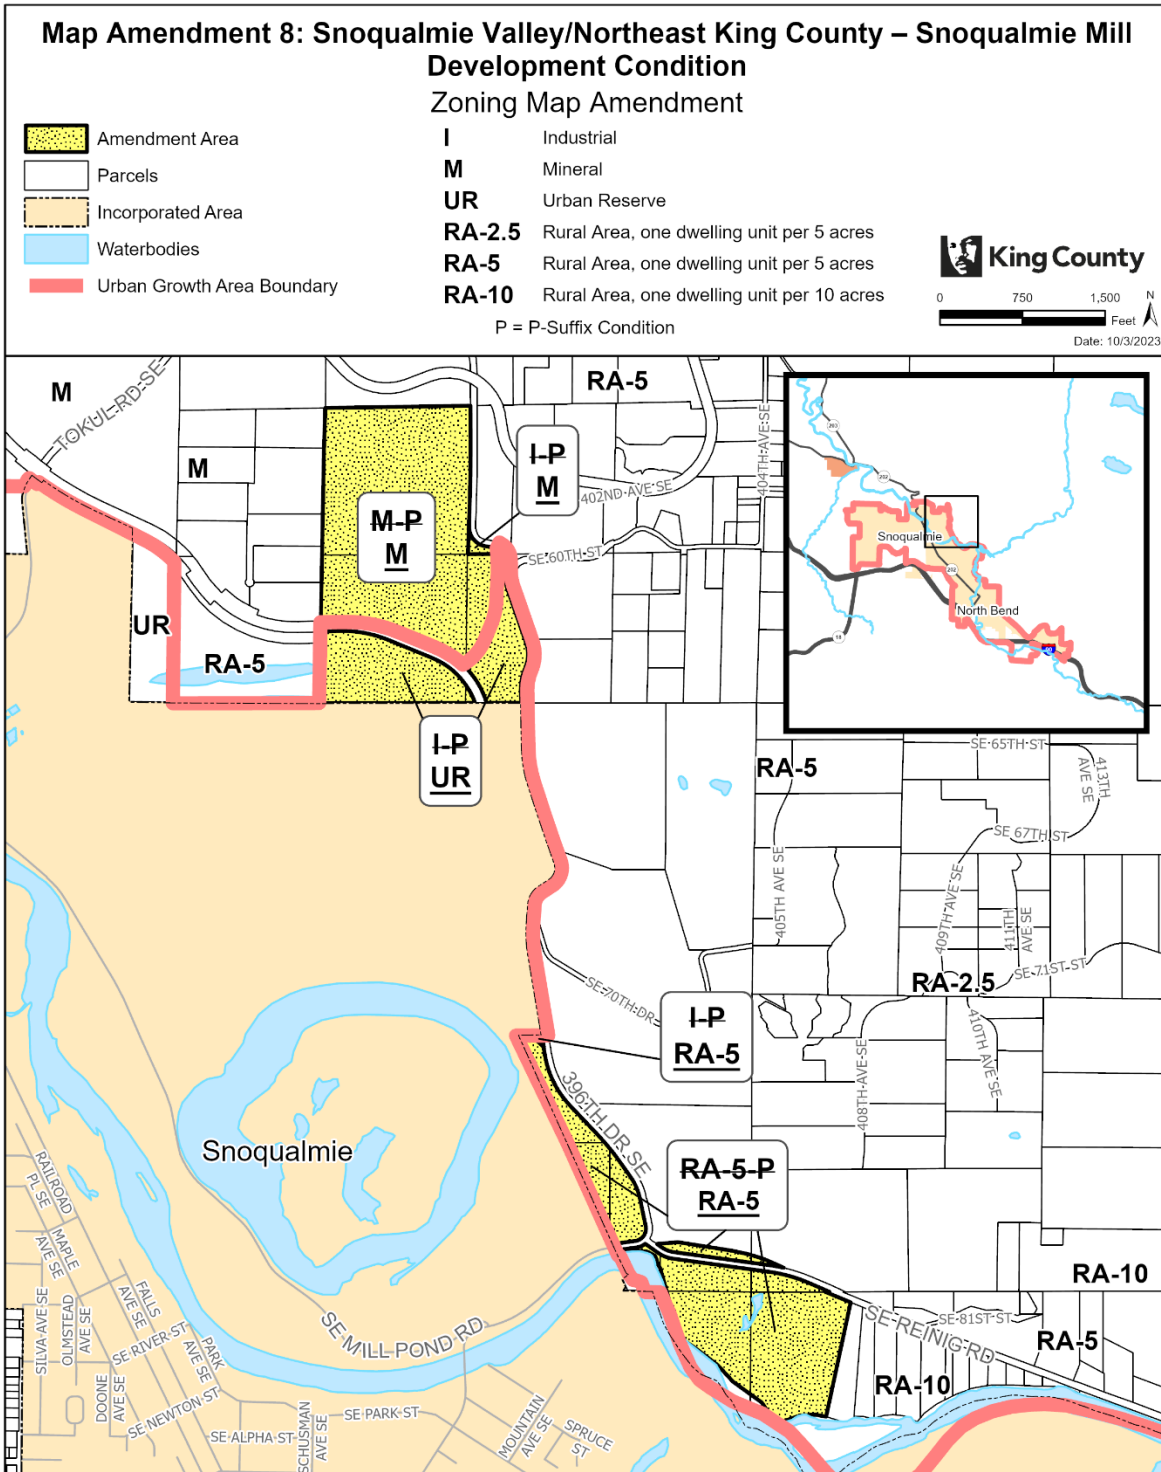 Map Amendment 8: Snoqualmie Valley/Northeast King County – Snoqualmie Mill
Development Condition
Zoning Map Amendment
Amendment Area
Parcels
Incorporated Area
Waterbodies
Urban Growth Area Boundary
I Industrial
M Mineral
UR Urban Reserve
RA-2.5 Rural Area, one dwelling unit per 5 acres
RA-5 Rural Area, one dwelling unit per 5 acres
RA-10 Rural Area, one dwelling unit per 10 acres
P = P-Suffix Condition
King County
0 750 1,500
Feet
N
Date: 10/3/2023
M
TOKUL RD SE
M
RA-5
I-P
M
402ND AVE SE
404TH AVE SE
M-P
M
SE 60TH ST
UR
RA-5
I-P
UR
203
202
Snoqualmie
202
North Bend
18
90
RA-5
SE 65TH ST
413TH
AVE SE
SE 67TH ST
405TH AVE SE
409TH AVE SE
411TH
AVE SE
SE 71ST ST
RA-2.5
SE 70TH DR
I-P
RA-5
410TH AVE SE
408TH AVE SE
396TH DR SE
Snoqualmie
RA-5-P
RA-5
RA-10
SE REINIG RD
SE 81ST ST
RA-5
RA-10
SE MILL POND RD
RAILROAD
PL SE
MAPLE
AVE SE
FALLS
AVE SE
SILVA AVE SE
OLMSTEAD
AVE SE
SE RIVER ST
PARK
AVE SE
DOONE
AVE SE
SE NEWTON ST
SE ALPHA ST
SCHUSMAN
AVE SE
SE PARK ST
MOUNTAIN
AVE SE
SPRUCE
ST